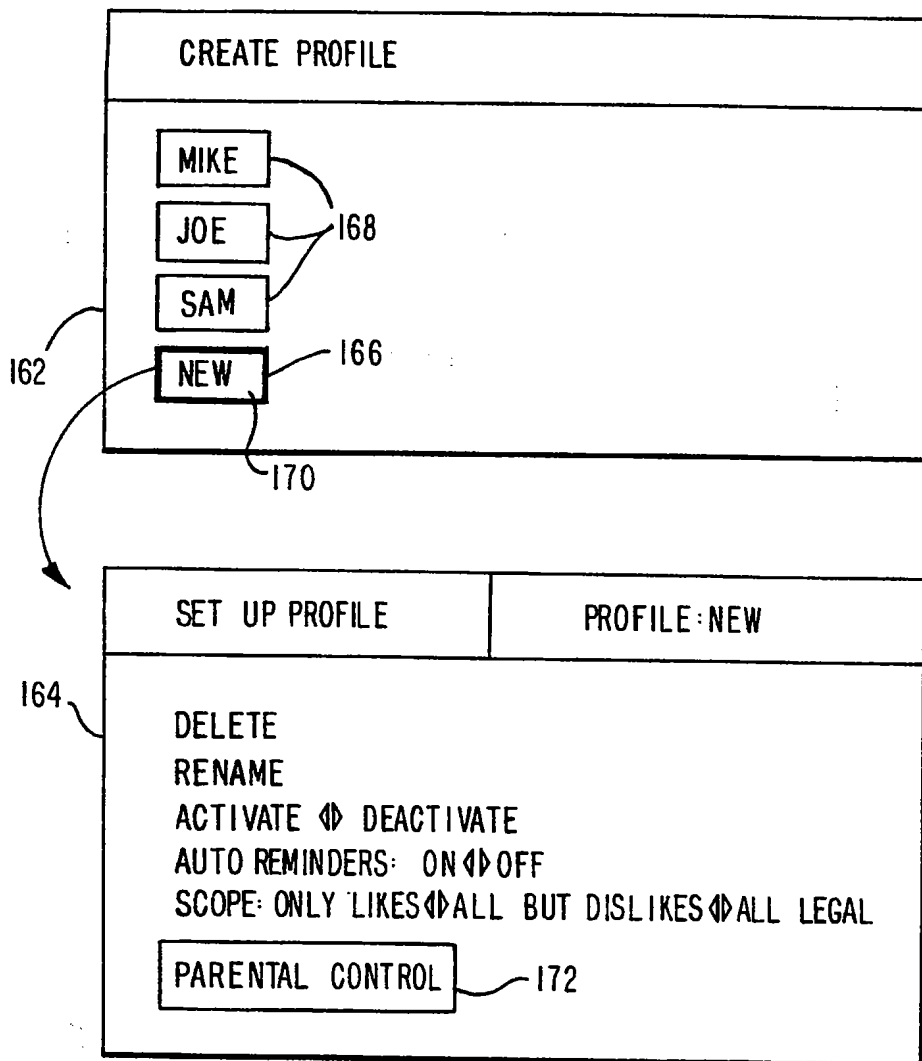 CREATE PROFILE
MIKE
JOE
168
SAM
162
NEW
166
170
SET UP PROFILE
PROFILE:NEW
164
DELETE
RENAME
ACTIVATE ◁▷ DEACTIVATE
AUTO REMINDERS: ON◁▷OFF
SCOPE: ONLY LIKES◁▷ALL BUT DISLIKES◁▷ALL LEGAL
PARENTAL CONTROL
172